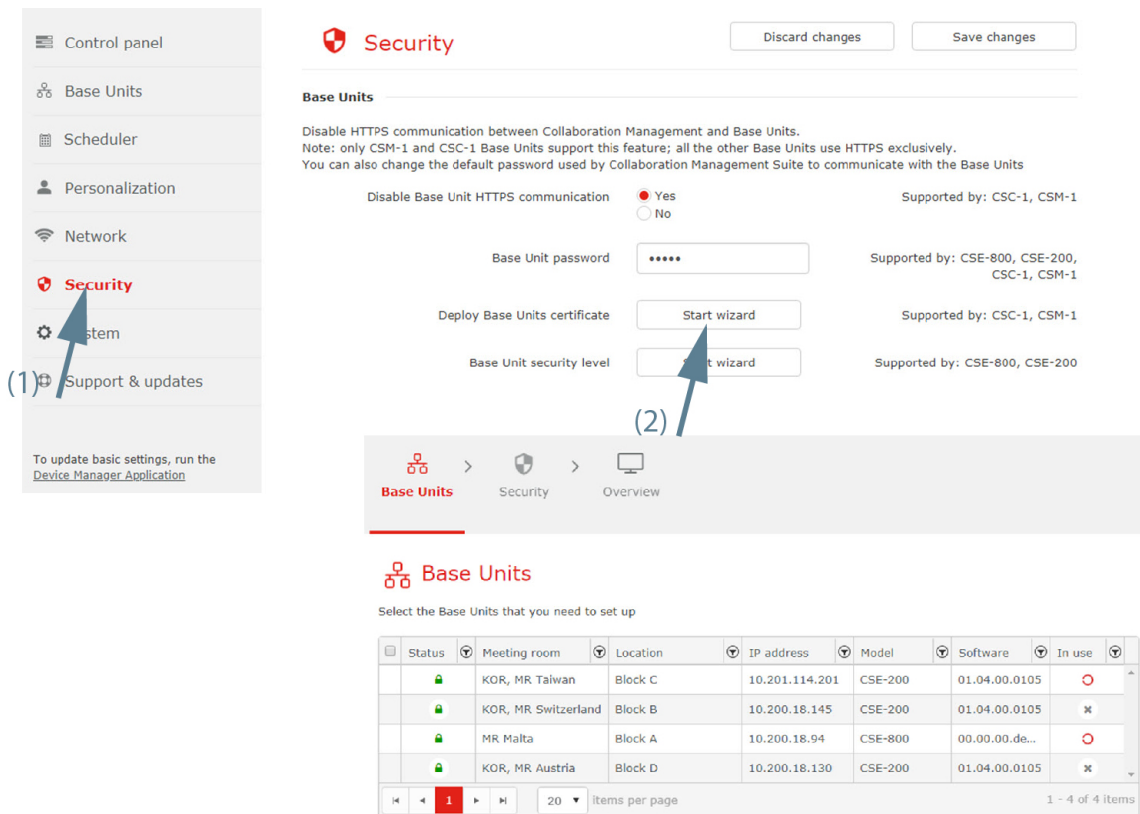 Control panel
Base Units
Scheduler
Personalization
Network
Security
System
Support & updates
To update basic settings, run the
Device Manager Application
(1)
Security
Discard changes
Save changes
Base Units
Disable HTTPS communication between Collaboration Management and Base Units.
Note: only CSM-1 and CSC-1 Base Units support this feature; all the other Base Units use HTTPS exclusively.
You can also change the default password used by Collaboration Management Suite to communicate with the Base Units
Disable Base Unit HTTPS communication
Yes
No
Supported by: CSC-1, CSM-1
Base Unit password
•••••
Supported by: CSE-800, CSE-200,
CSC-1, CSM-1
Deploy Base Units certificate
Start wizard
Supported by: CSC-1, CSM-1
Base Unit security level
Start wizard
Supported by: CSE-800, CSE-200
(2)
Base Units > Security > Overview
Base Units
Select the Base Units that you need to set up
Status Meeting room Location IP address Model Software In use
KOR, MR Taiwan Block C 10.201.114.201 CSE-200 01.04.00.0105
KOR, MR Switzerland Block B 10.200.18.145 CSE-200 01.04.00.0105
MR Malta Block A 10.200.18.94 CSE-800 00.00.00.de...
KOR, MR Austria Block D 10.200.18.130 CSE-200 01.04.00.0105
1 20 items per page 1 - 4 of 4 items